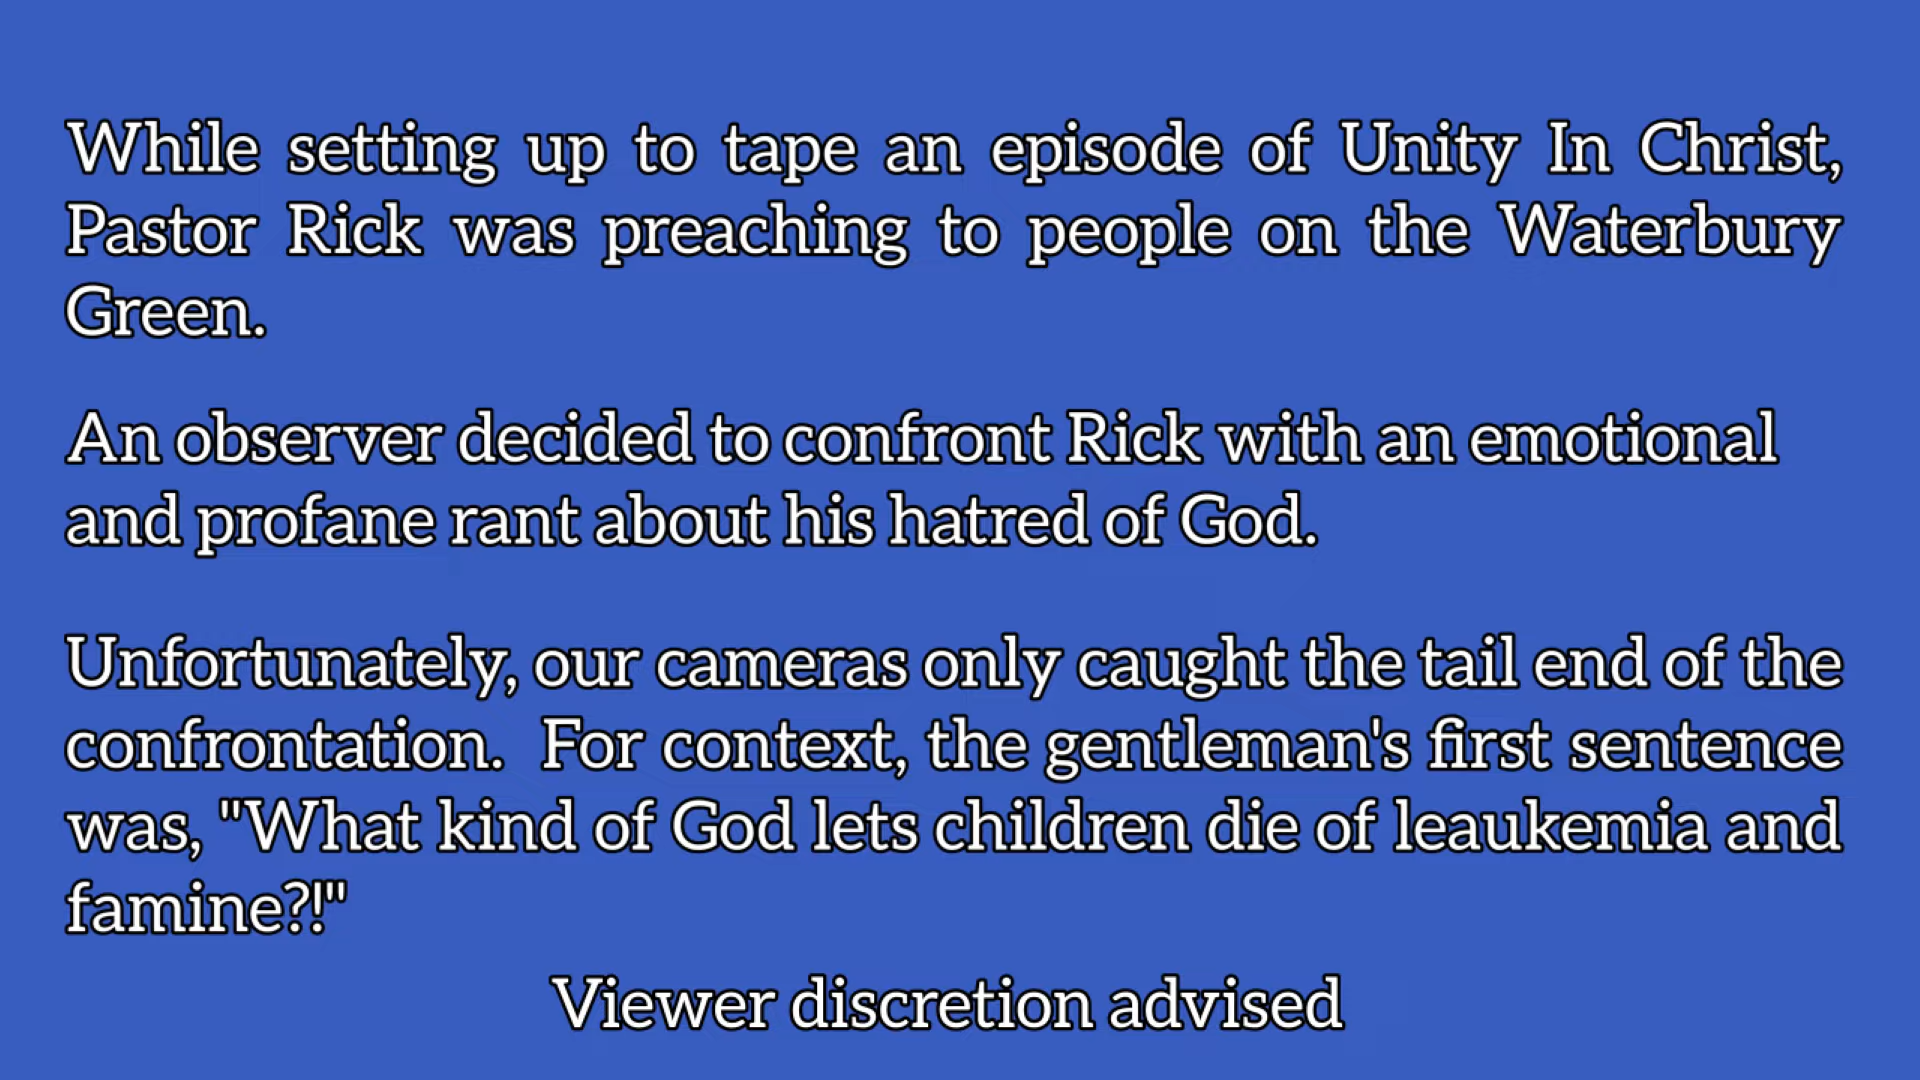 While setting up to tape an episode of Unity In Christ,
Pastor Rick was preaching to people on the Waterbury
Green.
An observer decided to confront Rick with an emotional
and profane rant about his hatred of God.
Unfortunately, our cameras only caught the tail end of the
confrontation.  For context, the gentleman's first sentence
was, "What kind of God lets children die of leaukemia and
famine?!"
Viewer discretion advised